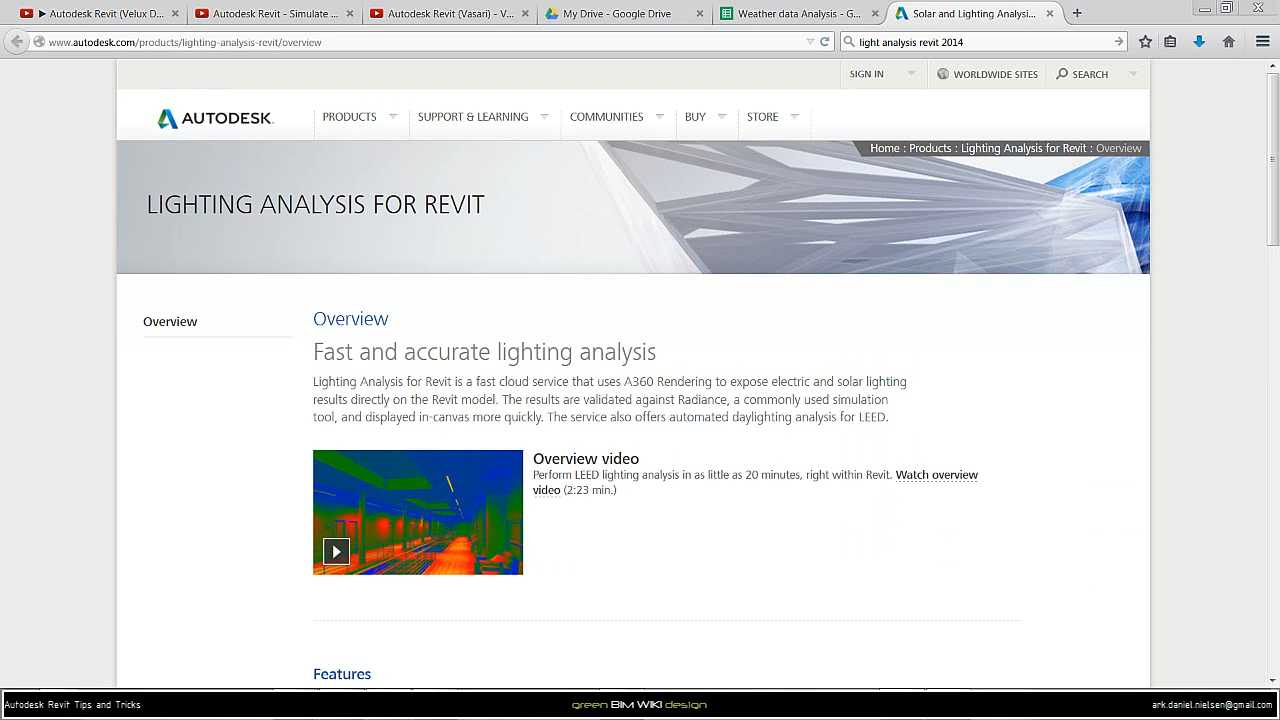 ▶ Autodesk Revit (Velux D...
Autodesk Revit - Simulate ...
Autodesk Revit (Vasari) - V...
My Drive - Google Drive
Weather data Analysis - G...
Solar and Lighting Analysi...
www.autodesk.com/products/lighting-analysis-revit/overview
light analysis revit 2014
SIGN IN
WORLDWIDE SITES
SEARCH
AUTODESK.
PRODUCTS
SUPPORT & LEARNING
COMMUNITIES
BUY
STORE
Home : Products : Lighting Analysis for Revit : Overview
LIGHTING ANALYSIS FOR REVIT
Overview
Overview
Fast and accurate lighting analysis
Lighting Analysis for Revit is a fast cloud service that uses A360 Rendering to expose electric and solar lighting
results directly on the Revit model. The results are validated against Radiance, a commonly used simulation
tool, and displayed in-canvas more quickly. The service also offers automated daylighting analysis for LEED.
Overview video
Perform LEED lighting analysis in as little as 20 minutes, right within Revit. Watch overview
video (2:23 min.)
Features
Autodesk Revit Tips and Tricks
green BIM WIKI design
ark.daniel.nielsen@gmail.com